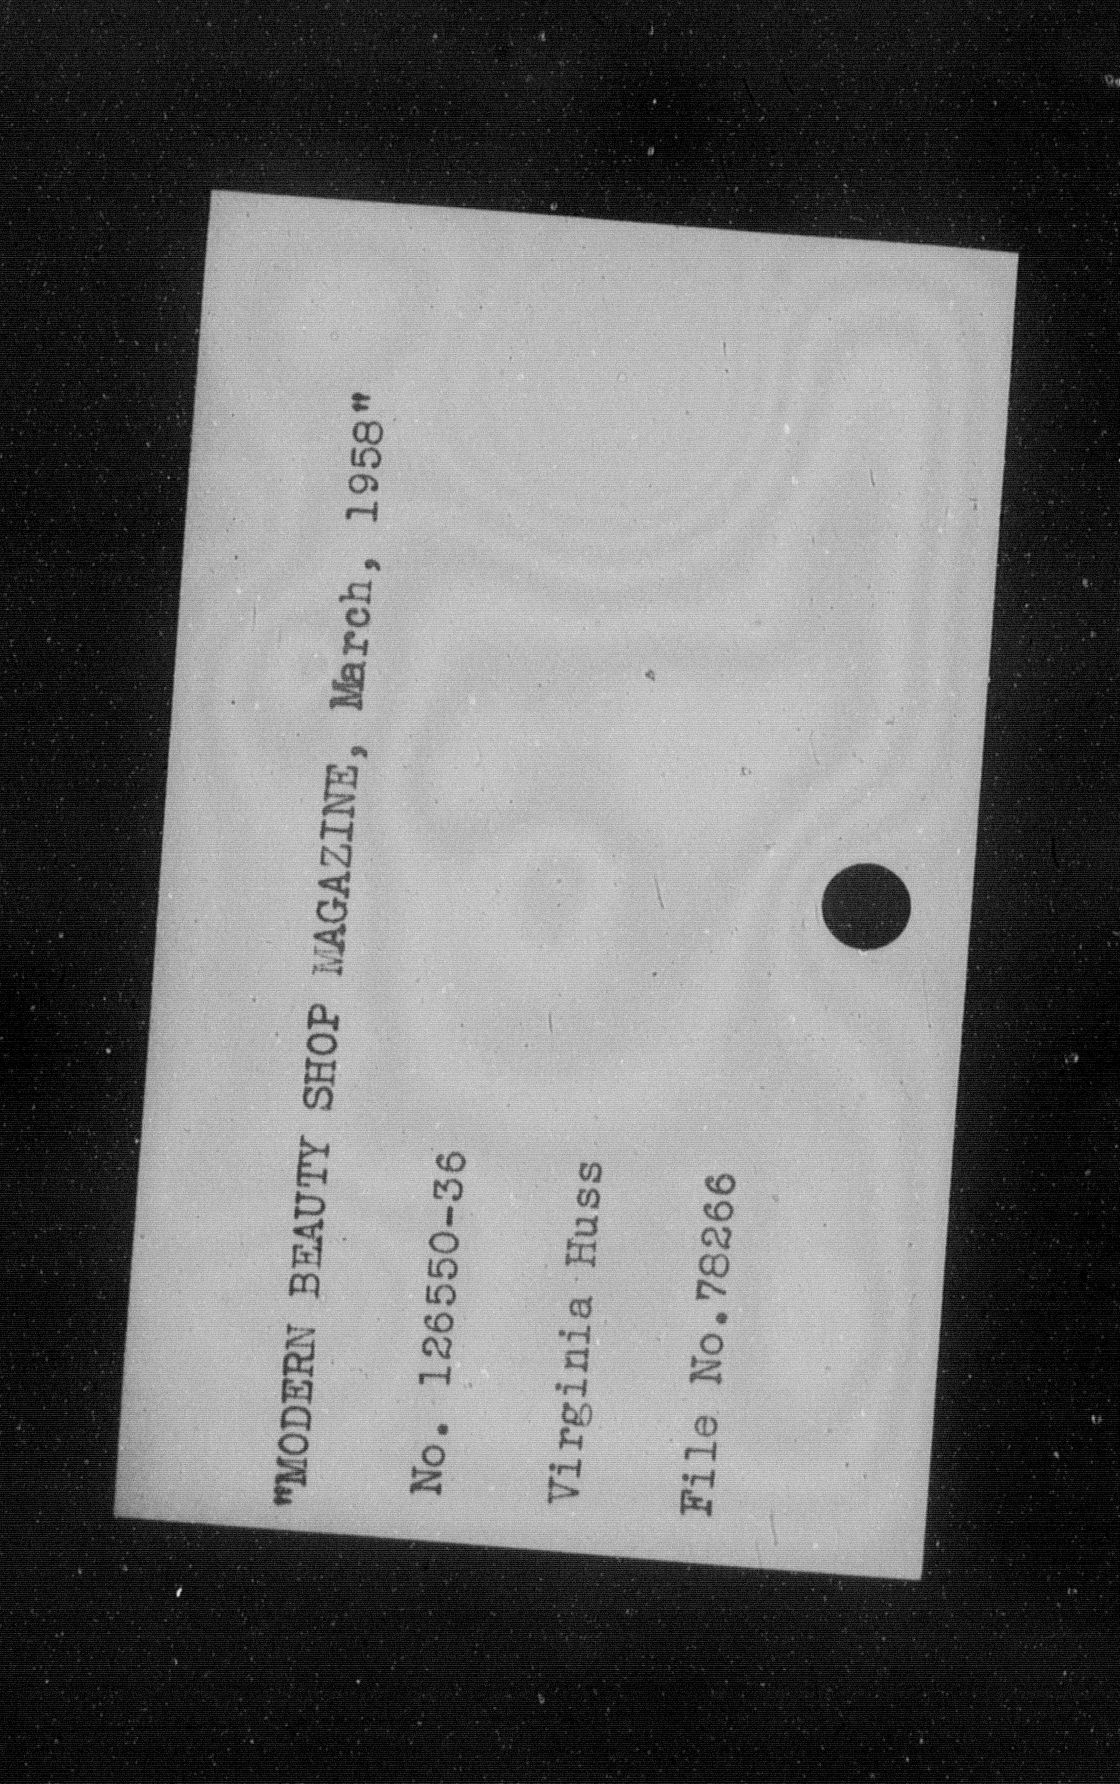 "MODERN BEAUTY SHOP MAGAZINE, March, 1958"
No. 126550-36
Virginia Huss
File No.78266